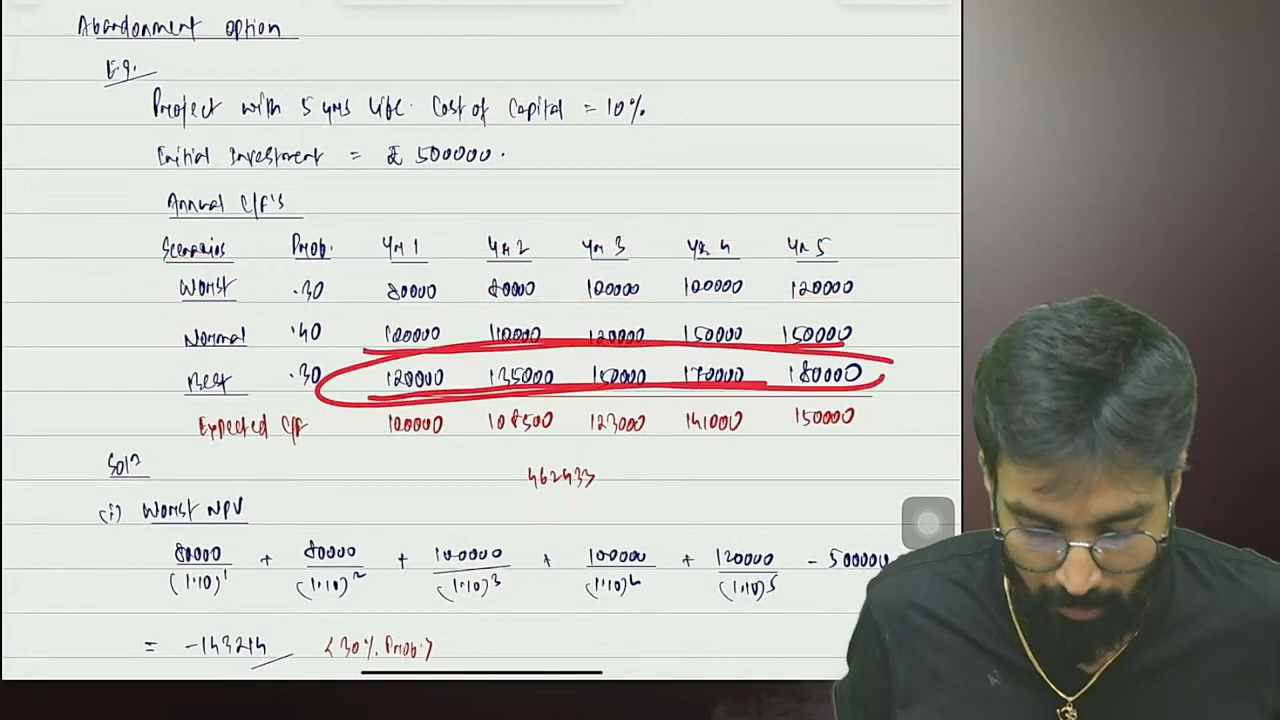 Abandonment option
E.g.
Project with 5 yrs life. Cost of Capital = 10%
Initial Investment = ₹ 500000.
Annual C/F's
Scenarios Prob. Yr 1 Yr 2 Yr 3 Yr 4 Yr 5
Worst .30 80000 80000 100000 100000 120000
Normal .40 100000 110000 120000 150000 150000
Best .30 120000 135000 150000 170000 180000
Expected C/F 100000 108500 123000 141000 150000
Sol?
462433
(i) Worst NPV
80000/(1.10)¹ + 80000/(1.10)² + 100000/(1.10)³ + 100000/(1.10)⁴ + 120000/(1.10)⁵ - 500000
= -143214 <30% Prob.>